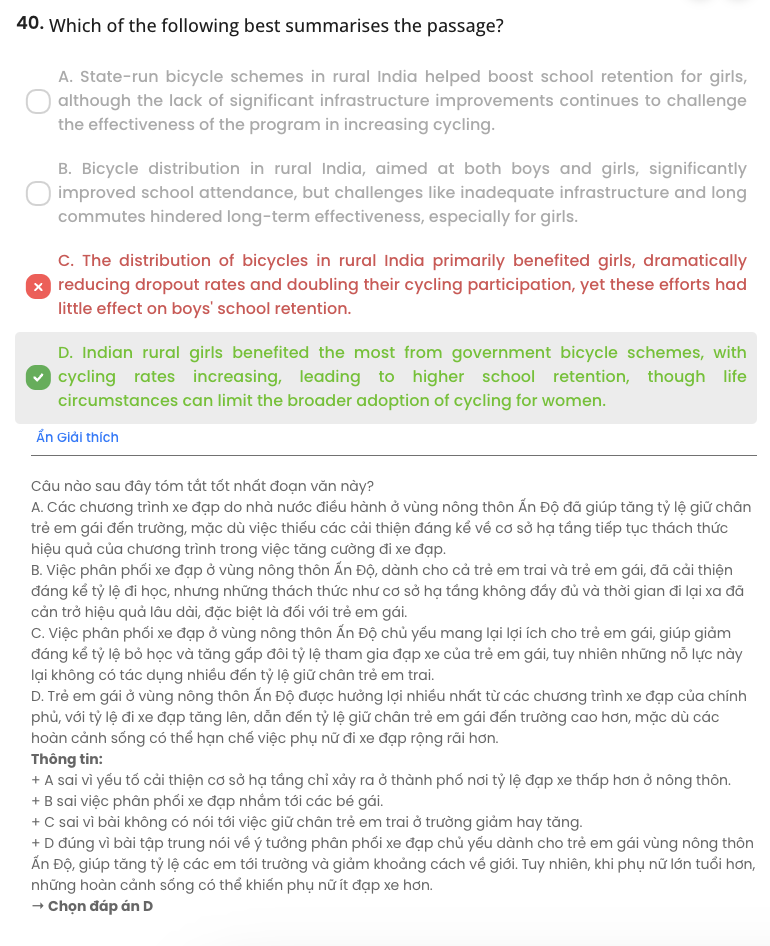 40. Which of the following best summarises the passage?
A. State-run bicycle schemes in rural India helped boost school retention for girls,
although the lack of significant infrastructure improvements continues to challenge
the effectiveness of the program in increasing cycling.
B. Bicycle distribution in rural India, aimed at both boys and girls, significantly
improved school attendance, but challenges like inadequate infrastructure and long
commutes hindered long-term effectiveness, especially for girls.
C. The distribution of bicycles in rural India primarily benefited girls, dramatically
reducing dropout rates and doubling their cycling participation, yet these efforts had
little effect on boys' school retention.
D. Indian rural girls benefited the most from government bicycle schemes, with
cycling rates increasing, leading to higher school retention, though life
circumstances can limit the broader adoption of cycling for women.
Ẩn Giải thích
Câu nào sau đây tóm tắt tốt nhất đoạn văn này?
A. Các chương trình xe đạp do nhà nước điều hành ở vùng nông thôn Ấn Độ đã giúp tăng tỷ lệ giữ chân
trẻ em gái đến trường, mặc dù việc thiếu các cải thiện đáng kể về cơ sở hạ tầng tiếp tục thách thức
hiệu quả của chương trình trong việc tăng cường đi xe đạp.
B. Việc phân phối xe đạp ở vùng nông thôn Ấn Độ, dành cho cả trẻ em trai và trẻ em gái, đã cải thiện
đáng kể tỷ lệ đi học, nhưng những thách thức như cơ sở hạ tầng không đầy đủ và thời gian đi lại xa đã
cản trở hiệu quả lâu dài, đặc biệt là đối với trẻ em gái.
C. Việc phân phối xe đạp ở vùng nông thôn Ấn Độ chủ yếu mang lại lợi ích cho trẻ em gái, giúp giảm
đáng kể tỷ lệ bỏ học và tăng gấp đôi tỷ lệ tham gia đạp xe của trẻ em gái, tuy nhiên những nỗ lực này
lại không có tác dụng nhiều đến tỷ lệ giữ chân trẻ em trai.
D. Trẻ em gái ở vùng nông thôn Ấn Độ được hưởng lợi nhiều nhất từ các chương trình xe đạp của chính
phủ, với tỷ lệ đi xe đạp tăng lên, dẫn đến tỷ lệ giữ chân trẻ em gái đến trường cao hơn, mặc dù các
hoàn cảnh sống có thể hạn chế việc phụ nữ đi xe đạp rộng rãi hơn.
Thông tin:
+ A sai vì yếu tố cải thiện cơ sở hạ tầng chỉ xảy ra ở thành phố nơi tỷ lệ đạp xe thấp hơn ở nông thôn.
+ B sai việc phân phối xe đạp nhắm tới các bé gái.
+ C sai vì bài không có nói tới việc giữ chân trẻ em trai ở trường giảm hay tăng.
+ D đúng vì bài tập trung nói về ý tưởng phân phối xe đạp chủ yếu dành cho trẻ em gái vùng nông thôn
Ấn Độ, giúp tăng tỷ lệ các em tới trường và giảm khoảng cách về giới. Tuy nhiên, khi phụ nữ lớn tuổi hơn,
những hoàn cảnh sống có thể khiến phụ nữ ít đạp xe hơn.
→ Chọn đáp án D